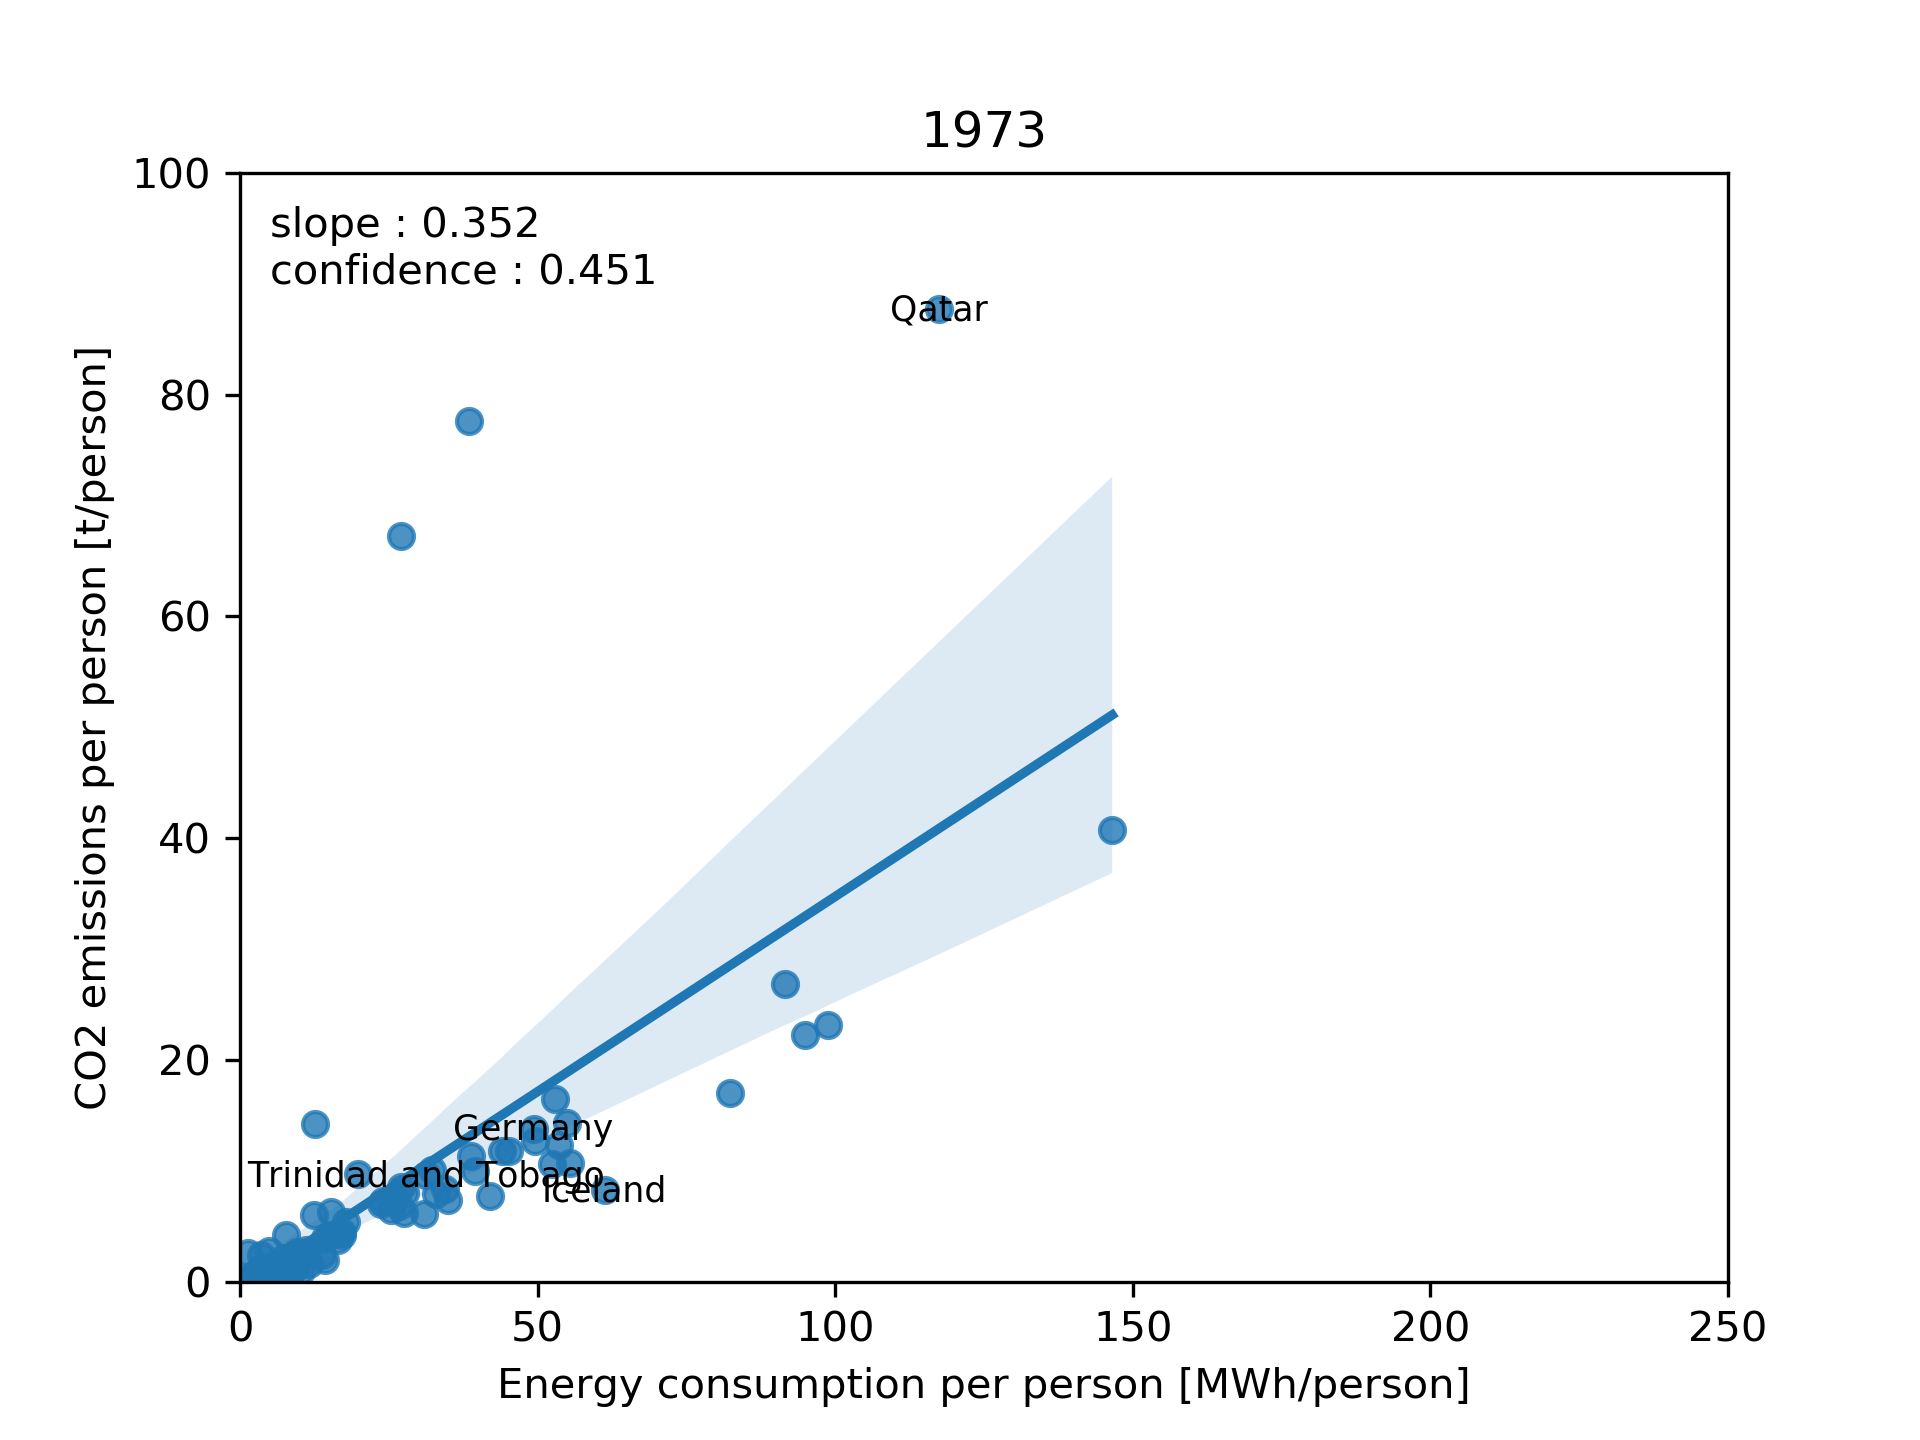 1973
100
80
60
40
20
0
CO2 emissions per person [t/person]
slope : 0.352
confidence : 0.451
Qatar
Germany
Trinidad and Tobago
Iceland
0 50 100 150 200 250
Energy consumption per person [MWh/person]